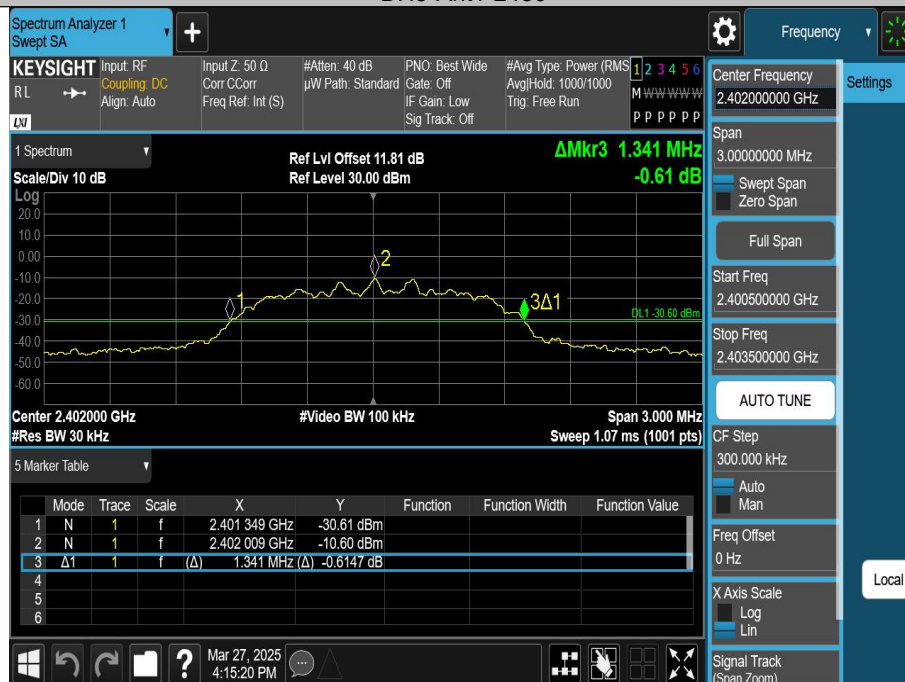 Spectrum Analyzer 1
Swept SA
+
Frequency
KEYSIGHT
RL
LXI
Input: RF
Coupling: DC
Align: Auto
Input Z: 50 Ω
Corr CCorr
Freq Ref: Int (S)
#Atten: 40 dB
µW Path: Standard
PNO: Best Wide
Gate: Off
IF Gain: Low
Sig Track: Off
#Avg Type: Power (RMS
Avg|Hold: 1000/1000
Trig: Free Run
1 2 3 4 5 6
M W W W W W
P P P P P P
Center Frequency
2.402000000 GHz
Settings
Span
3.00000000 MHz
Swept Span
Zero Span
Full Span
Start Freq
2.400500000 GHz
Stop Freq
2.403500000 GHz
AUTO TUNE
CF Step
300.000 kHz
Auto
Man
Freq Offset
0 Hz
Local
X Axis Scale
Log
Lin
Signal Track
(Span Zoom)
1 Spectrum
Scale/Div 10 dB
Ref Lvl Offset 11.81 dB
Ref Level 30.00 dBm
ΔMkr3 1.341 MHz
-0.61 dB
Log
20.0
10.0
0.00
-10.0
-20.0
-30.0
-40.0
-50.0
-60.0
1
2
3Δ1
DL1 -30.60 dBm
Center 2.402000 GHz
#Video BW 100 kHz
Span 3.000 MHz
#Res BW 30 kHz
Sweep 1.07 ms (1001 pts)
5 Marker Table
Mode Trace Scale X Y Function Function Width Function Value
1 N 1 f 2.401 349 GHz -30.61 dBm
2 N 1 f 2.402 009 GHz -10.60 dBm
3 Δ1 1 f (Δ) 1.341 MHz (Δ) -0.6147 dB
4
5
6
?
Mar 27, 2025
4:15:20 PM